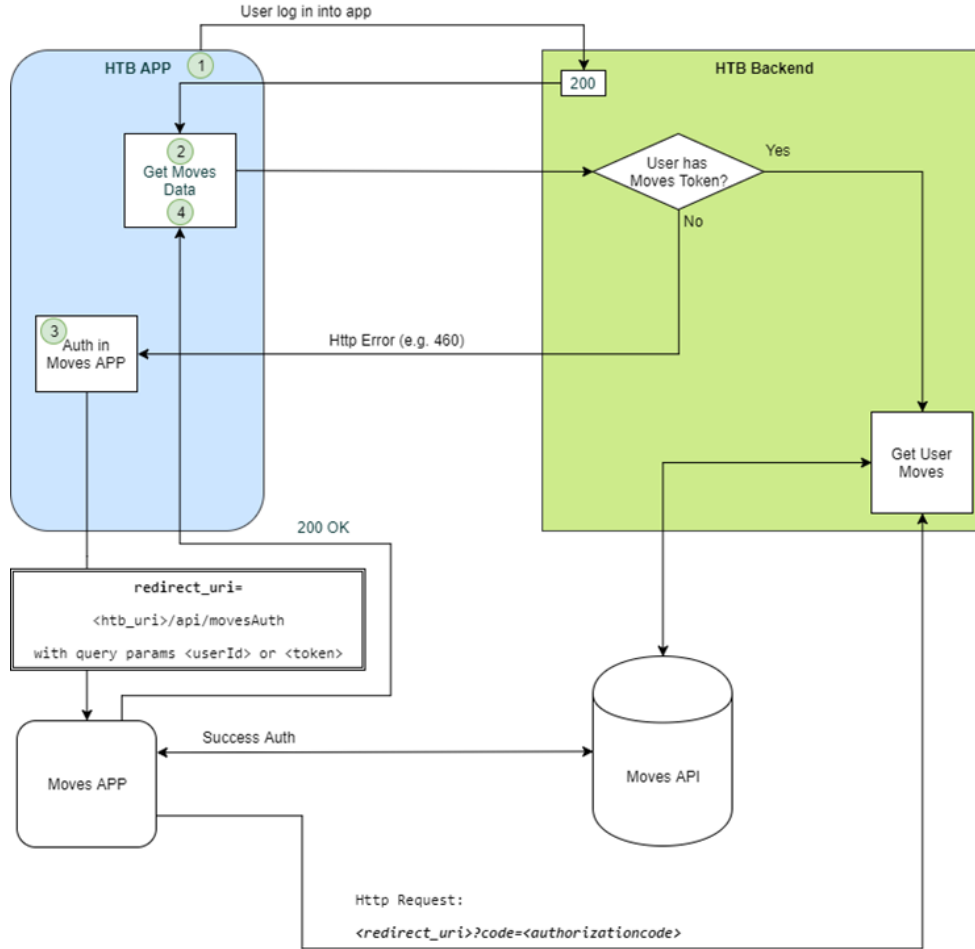 User log in into app
HTB APP
1
HTB Backend
200
2
Get Moves
Data
4
User has
Moves Token?
Yes
No
3
Auth in
Moves APP
Http Error (e.g. 460)
Get User
Moves
200 OK
redirect_uri=
<htb_uri>/api/movesAuth
with query params <userId> or <token>
Success Auth
Moves APP
Moves API
Http Request:
<redirect_uri>?code=<authorizationcode>